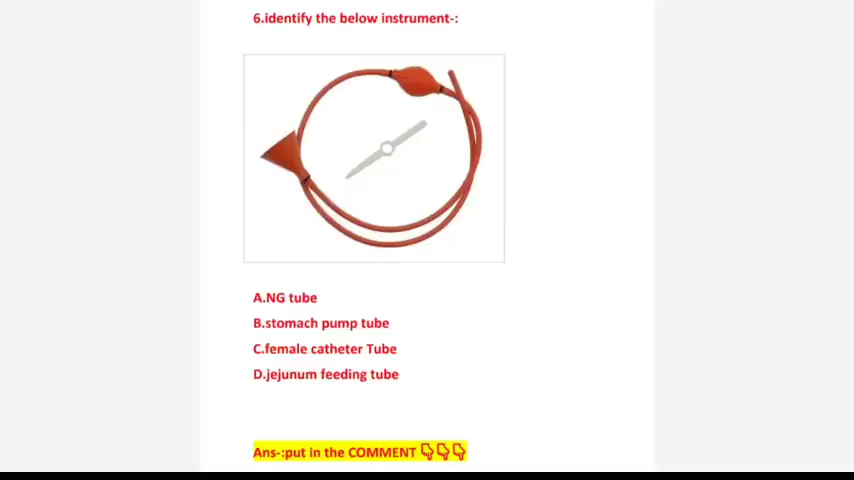 6.identify the below instrument-:
A.NG tube
B.stomach pump tube
C.female catheter Tube
D.jejunum feeding tube
Ans-:put in the COMMENT 👇👇👇